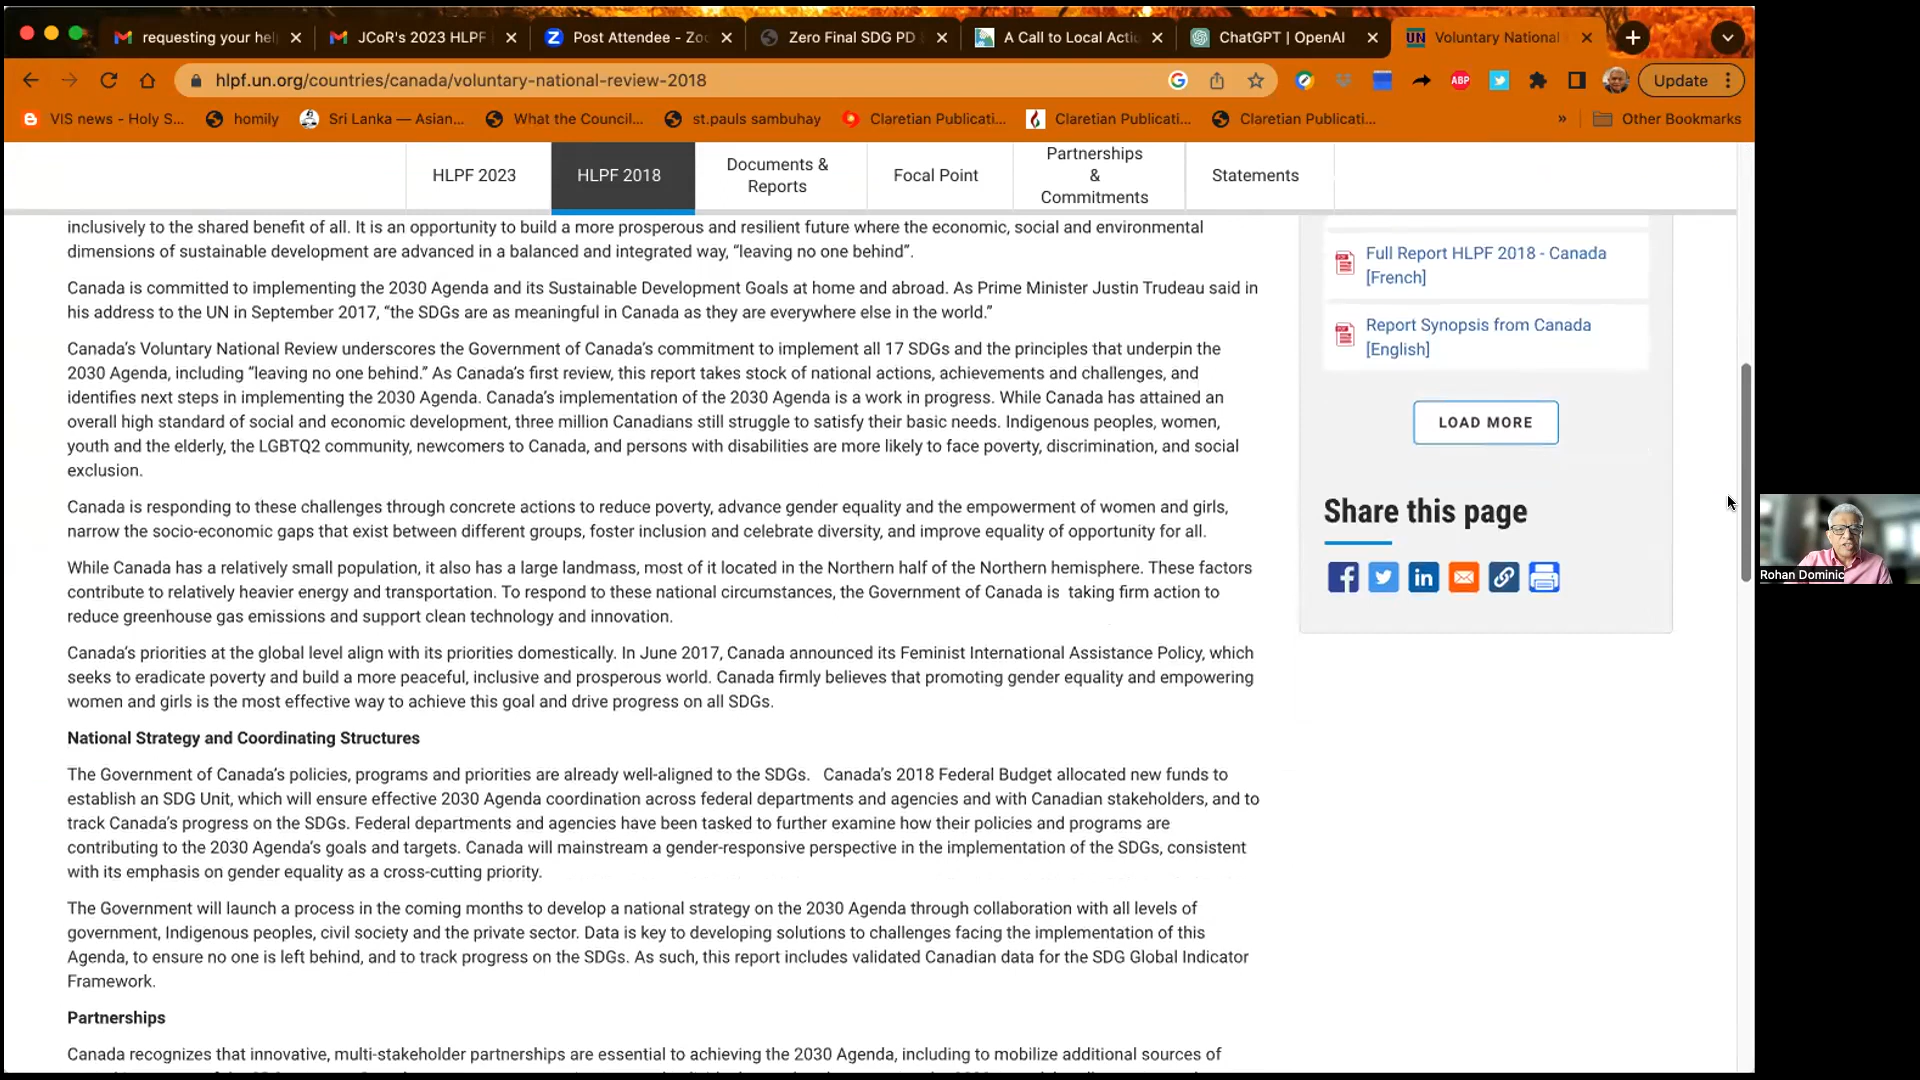 requesting your hel
JCoR's 2023 HLPF
Post Attendee - Zoo
Zero Final SDG PD
A Call to Local Actio
ChatGPT | OpenAI
UN
Voluntary National
hlpf.un.org/countries/canada/voluntary-national-review-2018
ABP
Update
VIS news - Holy S...
homily
Sri Lanka — Asian...
What the Council...
st.pauls sambuhay
Claretian Publicati...
Claretian Publicati...
Claretian Publicati...
»
Other Bookmarks
HLPF 2023
HLPF 2018
Documents &
Reports
Focal Point
Partnerships
&
Commitments
Statements
inclusively to the shared benefit of all. It is an opportunity to build a more prosperous and resilient future where the economic, social and environmental
dimensions of sustainable development are advanced in a balanced and integrated way, “leaving no one behind”.
Canada is committed to implementing the 2030 Agenda and its Sustainable Development Goals at home and abroad. As Prime Minister Justin Trudeau said in
his address to the UN in September 2017, “the SDGs are as meaningful in Canada as they are everywhere else in the world.”
Canada’s Voluntary National Review underscores the Government of Canada’s commitment to implement all 17 SDGs and the principles that underpin the
2030 Agenda, including “leaving no one behind.” As Canada’s first review, this report takes stock of national actions, achievements and challenges, and
identifies next steps in implementing the 2030 Agenda. Canada’s implementation of the 2030 Agenda is a work in progress. While Canada has attained an
overall high standard of social and economic development, three million Canadians still struggle to satisfy their basic needs. Indigenous peoples, women,
youth and the elderly, the LGBTQ2 community, newcomers to Canada, and persons with disabilities are more likely to face poverty, discrimination, and social
exclusion.
Canada is responding to these challenges through concrete actions to reduce poverty, advance gender equality and the empowerment of women and girls,
narrow the socio-economic gaps that exist between different groups, foster inclusion and celebrate diversity, and improve equality of opportunity for all.
While Canada has a relatively small population, it also has a large landmass, most of it located in the Northern half of the Northern hemisphere. These factors
contribute to relatively heavier energy and transportation. To respond to these national circumstances, the Government of Canada is taking firm action to
reduce greenhouse gas emissions and support clean technology and innovation.
Canada’s priorities at the global level align with its priorities domestically. In June 2017, Canada announced its Feminist International Assistance Policy, which
seeks to eradicate poverty and build a more peaceful, inclusive and prosperous world. Canada firmly believes that promoting gender equality and empowering
women and girls is the most effective way to achieve this goal and drive progress on all SDGs.
National Strategy and Coordinating Structures
The Government of Canada’s policies, programs and priorities are already well-aligned to the SDGs. Canada’s 2018 Federal Budget allocated new funds to
establish an SDG Unit, which will ensure effective 2030 Agenda coordination across federal departments and agencies and with Canadian stakeholders, and to
track Canada’s progress on the SDGs. Federal departments and agencies have been tasked to further examine how their policies and programs are
contributing to the 2030 Agenda’s goals and targets. Canada will mainstream a gender-responsive perspective in the implementation of the SDGs, consistent
with its emphasis on gender equality as a cross-cutting priority.
The Government will launch a process in the coming months to develop a national strategy on the 2030 Agenda through collaboration with all levels of
government, Indigenous peoples, civil society and the private sector. Data is key to developing solutions to challenges facing the implementation of this
Agenda, to ensure no one is left behind, and to track progress on the SDGs. As such, this report includes validated Canadian data for the SDG Global Indicator
Framework.
Partnerships
Canada recognizes that innovative, multi-stakeholder partnerships are essential to achieving the 2030 Agenda, including to mobilize additional sources of
Full Report HLPF 2018 - Canada
[French]
Report Synopsis from Canada
[English]
LOAD MORE
Share this page
Rohan Dominic